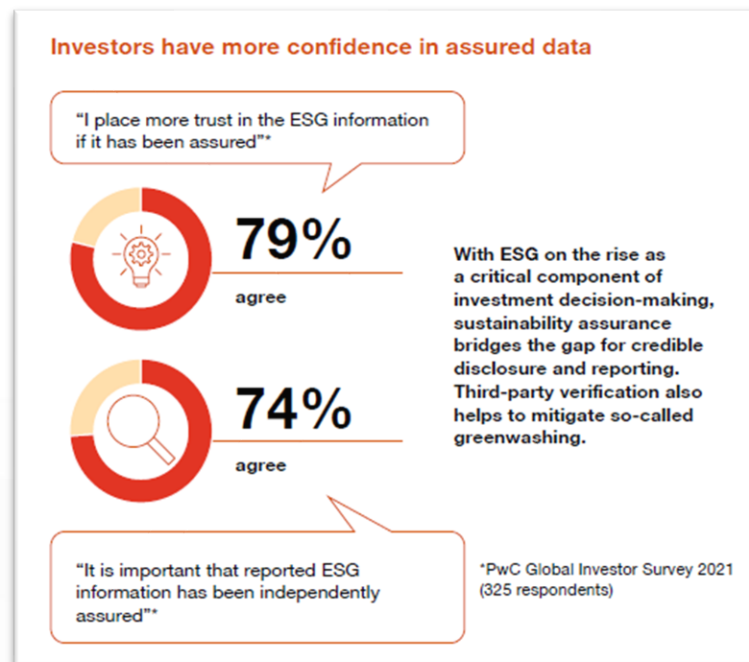 Investors have more confidence in assured data
“I place more trust in the ESG information
if it has been assured”*
79%
agree
With ESG on the rise as
a critical component of
investment decision-making,
sustainability assurance
bridges the gap for credible
disclosure and reporting.
Third-party verification also
helps to mitigate so-called
greenwashing.
74%
agree
“It is important that reported ESG
information has been independently
assured”*
*PwC Global Investor Survey 2021
(325 respondents)